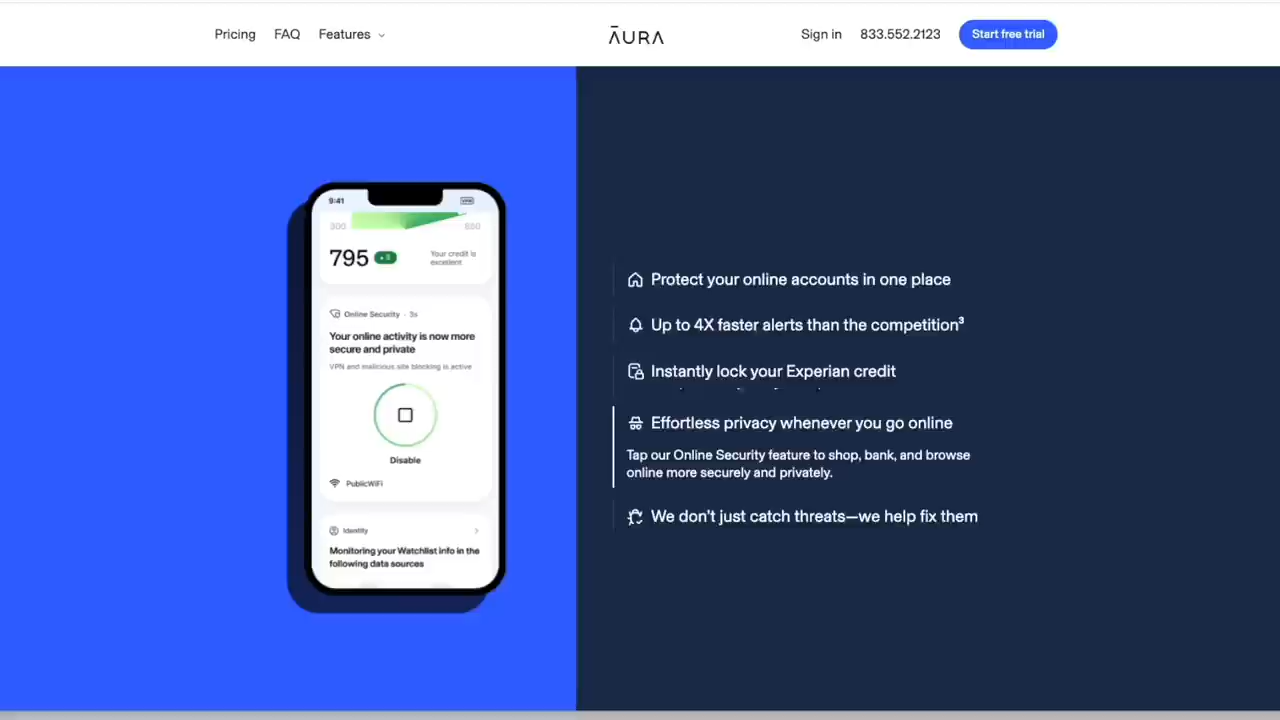 Pricing FAQ Features
ĀURA
Sign in 833.552.2123 Start free trial
9:41 VPN
300 850
795
Your credit is
excellent
Online Security · 3s
Your online activity is now more
secure and private
VPN and malicious site blocking is active
Disable
PublicWiFi
Identity
Monitoring your Watchlist info in the
following data sources
Protect your online accounts in one place
Up to 4X faster alerts than the competition³
Instantly lock your Experian credit
Effortless privacy whenever you go online
Tap our Online Security feature to shop, bank, and browse
online more securely and privately.
We don't just catch threats—we help fix them